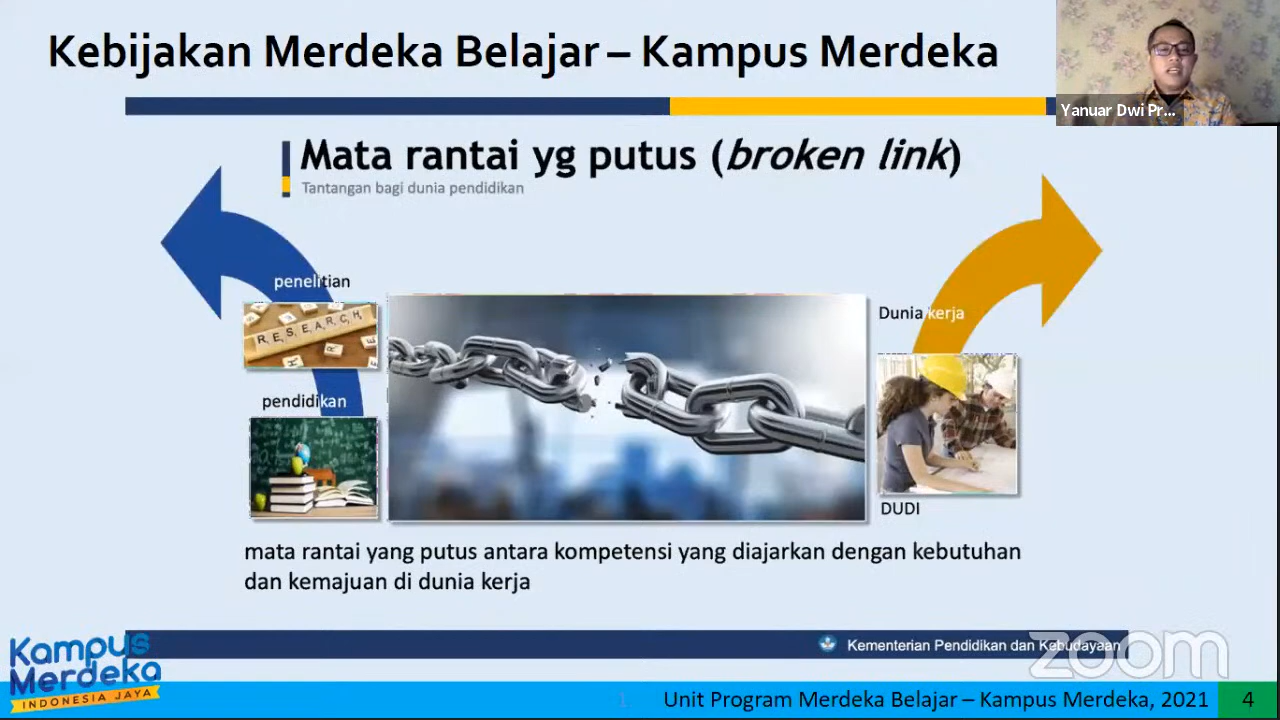 Kebijakan Merdeka Belajar – Kampus Merdeka
Yanuar Dwi Pr...
Mata rantai yg putus (broken link)
Tantangan bagi dunia pendidikan
penelitian
RESEARCH
pendidikan
Dunia kerja
DUDI
mata rantai yang putus antara kompetensi yang diajarkan dengan kebutuhan
dan kemajuan di dunia kerja
Kementerian Pendidikan dan Kebudayaan
zoom
Kampus
Merdeka
INDONESIA JAYA
1
Unit Program Merdeka Belajar – Kampus Merdeka, 2021
4